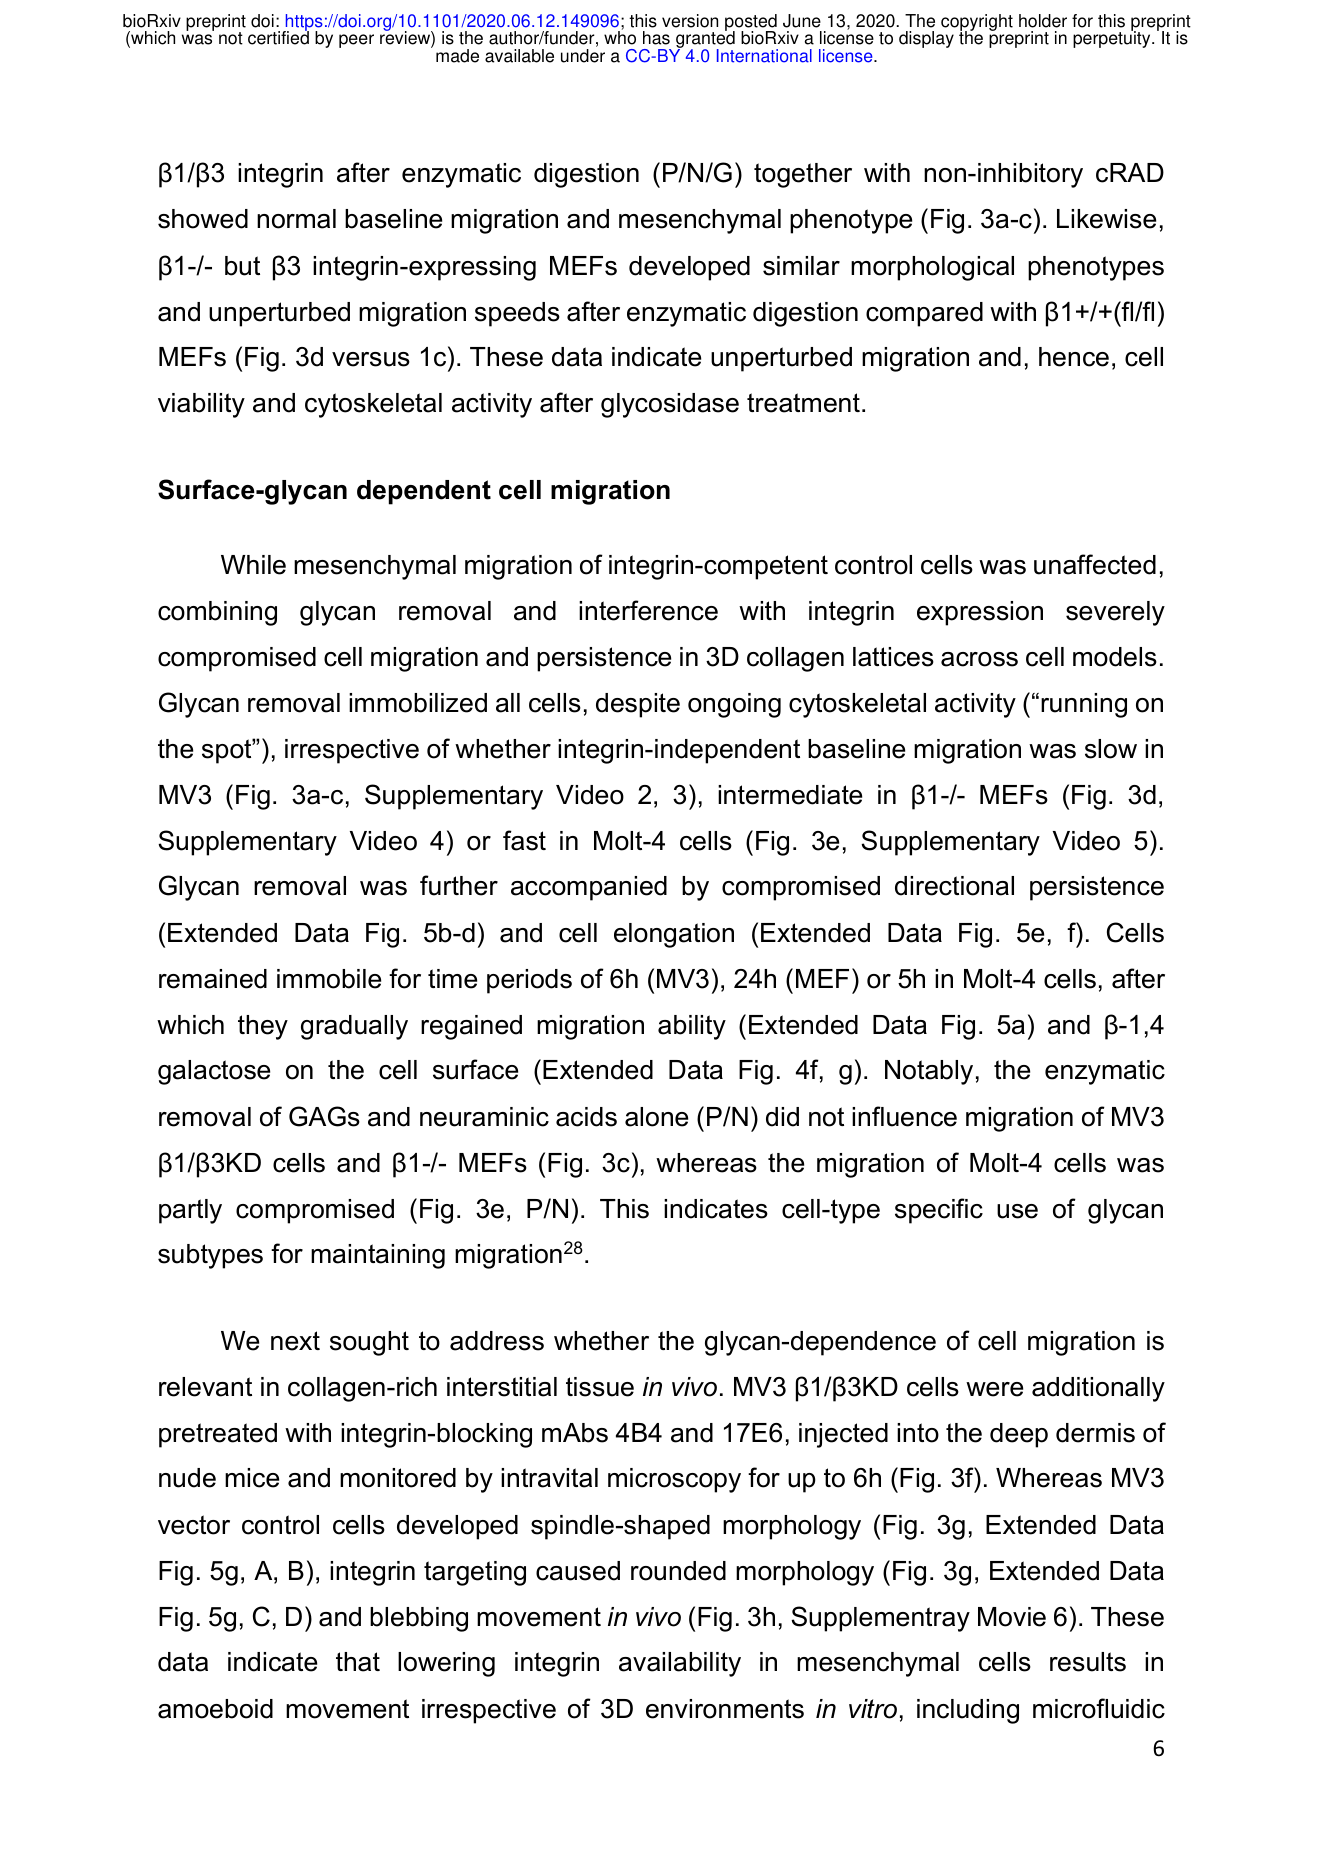 bioRxiv preprint doi: https://doi.org/10.1101/2020.06.12.149096; this version posted June 13, 2020. The copyright holder for this preprint
(which was not certified by peer review) is the author/funder, who has granted bioRxiv a license to display the preprint in perpetuity. It is
made available under a CC-BY 4.0 International license.
β1/β3 integrin after enzymatic digestion (P/N/G) together with non-inhibitory cRAD
showed normal baseline migration and mesenchymal phenotype (Fig. 3a-c). Likewise,
β1-/- but β3 integrin-expressing MEFs developed similar morphological phenotypes
and unperturbed migration speeds after enzymatic digestion compared with β1+/+(fl/fl)
MEFs (Fig. 3d versus 1c). These data indicate unperturbed migration and, hence, cell
viability and cytoskeletal activity after glycosidase treatment.
Surface-glycan dependent cell migration
While mesenchymal migration of integrin-competent control cells was unaffected,
combining glycan removal and interference with integrin expression severely
compromised cell migration and persistence in 3D collagen lattices across cell models.
Glycan removal immobilized all cells, despite ongoing cytoskeletal activity (“running on
the spot”), irrespective of whether integrin-independent baseline migration was slow in
MV3 (Fig. 3a-c, Supplementary Video 2, 3), intermediate in β1-/- MEFs (Fig. 3d,
Supplementary Video 4) or fast in Molt-4 cells (Fig. 3e, Supplementary Video 5).
Glycan removal was further accompanied by compromised directional persistence
(Extended Data Fig. 5b-d) and cell elongation (Extended Data Fig. 5e, f). Cells
remained immobile for time periods of 6h (MV3), 24h (MEF) or 5h in Molt-4 cells, after
which they gradually regained migration ability (Extended Data Fig. 5a) and β-1,4
galactose on the cell surface (Extended Data Fig. 4f, g). Notably, the enzymatic
removal of GAGs and neuraminic acids alone (P/N) did not influence migration of MV3
β1/β3KD cells and β1-/- MEFs (Fig. 3c), whereas the migration of Molt-4 cells was
partly compromised (Fig. 3e, P/N). This indicates cell-type specific use of glycan
subtypes for maintaining migration28.
We next sought to address whether the glycan-dependence of cell migration is
relevant in collagen-rich interstitial tissue in vivo. MV3 β1/β3KD cells were additionally
pretreated with integrin-blocking mAbs 4B4 and 17E6, injected into the deep dermis of
nude mice and monitored by intravital microscopy for up to 6h (Fig. 3f). Whereas MV3
vector control cells developed spindle-shaped morphology (Fig. 3g, Extended Data
Fig. 5g, A, B), integrin targeting caused rounded morphology (Fig. 3g, Extended Data
Fig. 5g, C, D) and blebbing movement in vivo (Fig. 3h, Supplementray Movie 6). These
data indicate that lowering integrin availability in mesenchymal cells results in
amoeboid movement irrespective of 3D environments in vitro, including microfluidic
6